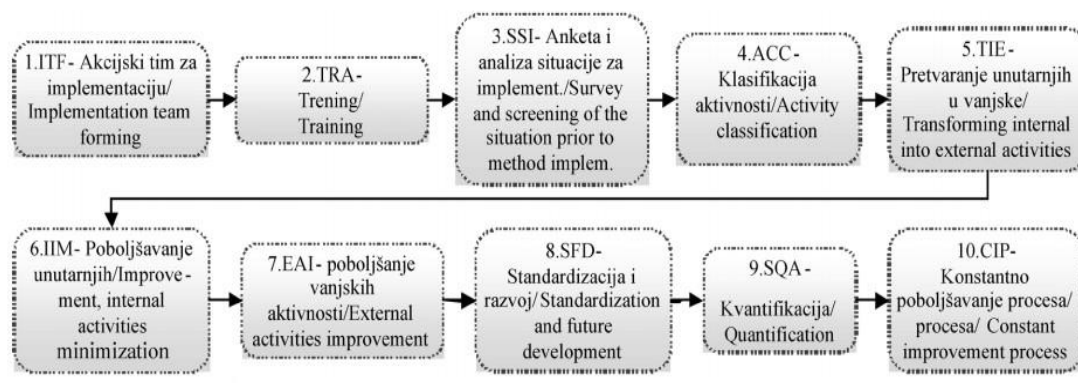 1.ITF- Akcijski tim za
implementaciju/
Implementation team
forming
2.TRA-
Trening/
Training
3.SSI- Anketa i
analiza situacije za
implement./Survey
and screening of the
situation prior to
method implem.
4.ACC-
Klasifikacija
aktivnosti/Activity
classification
5.TIE-
Pretvaranje unutarnjih
u vanjske/
Transforming internal
into external activities
6.IIM- Poboljšavanje
unutarnjih/Improve-
ment, internal
activities
minimization
7.EAI- poboljšanje
vanjskih
aktivnosti/External
activities improvement
8.SFD-
Standardizacija i
razvoj/ Standardization
and future
development
9.SQA -
Kvantifikacija/
Quantification
10.CIP-
Konstantno
poboljšavanje procesa/
procesa/ Constant
improvement process